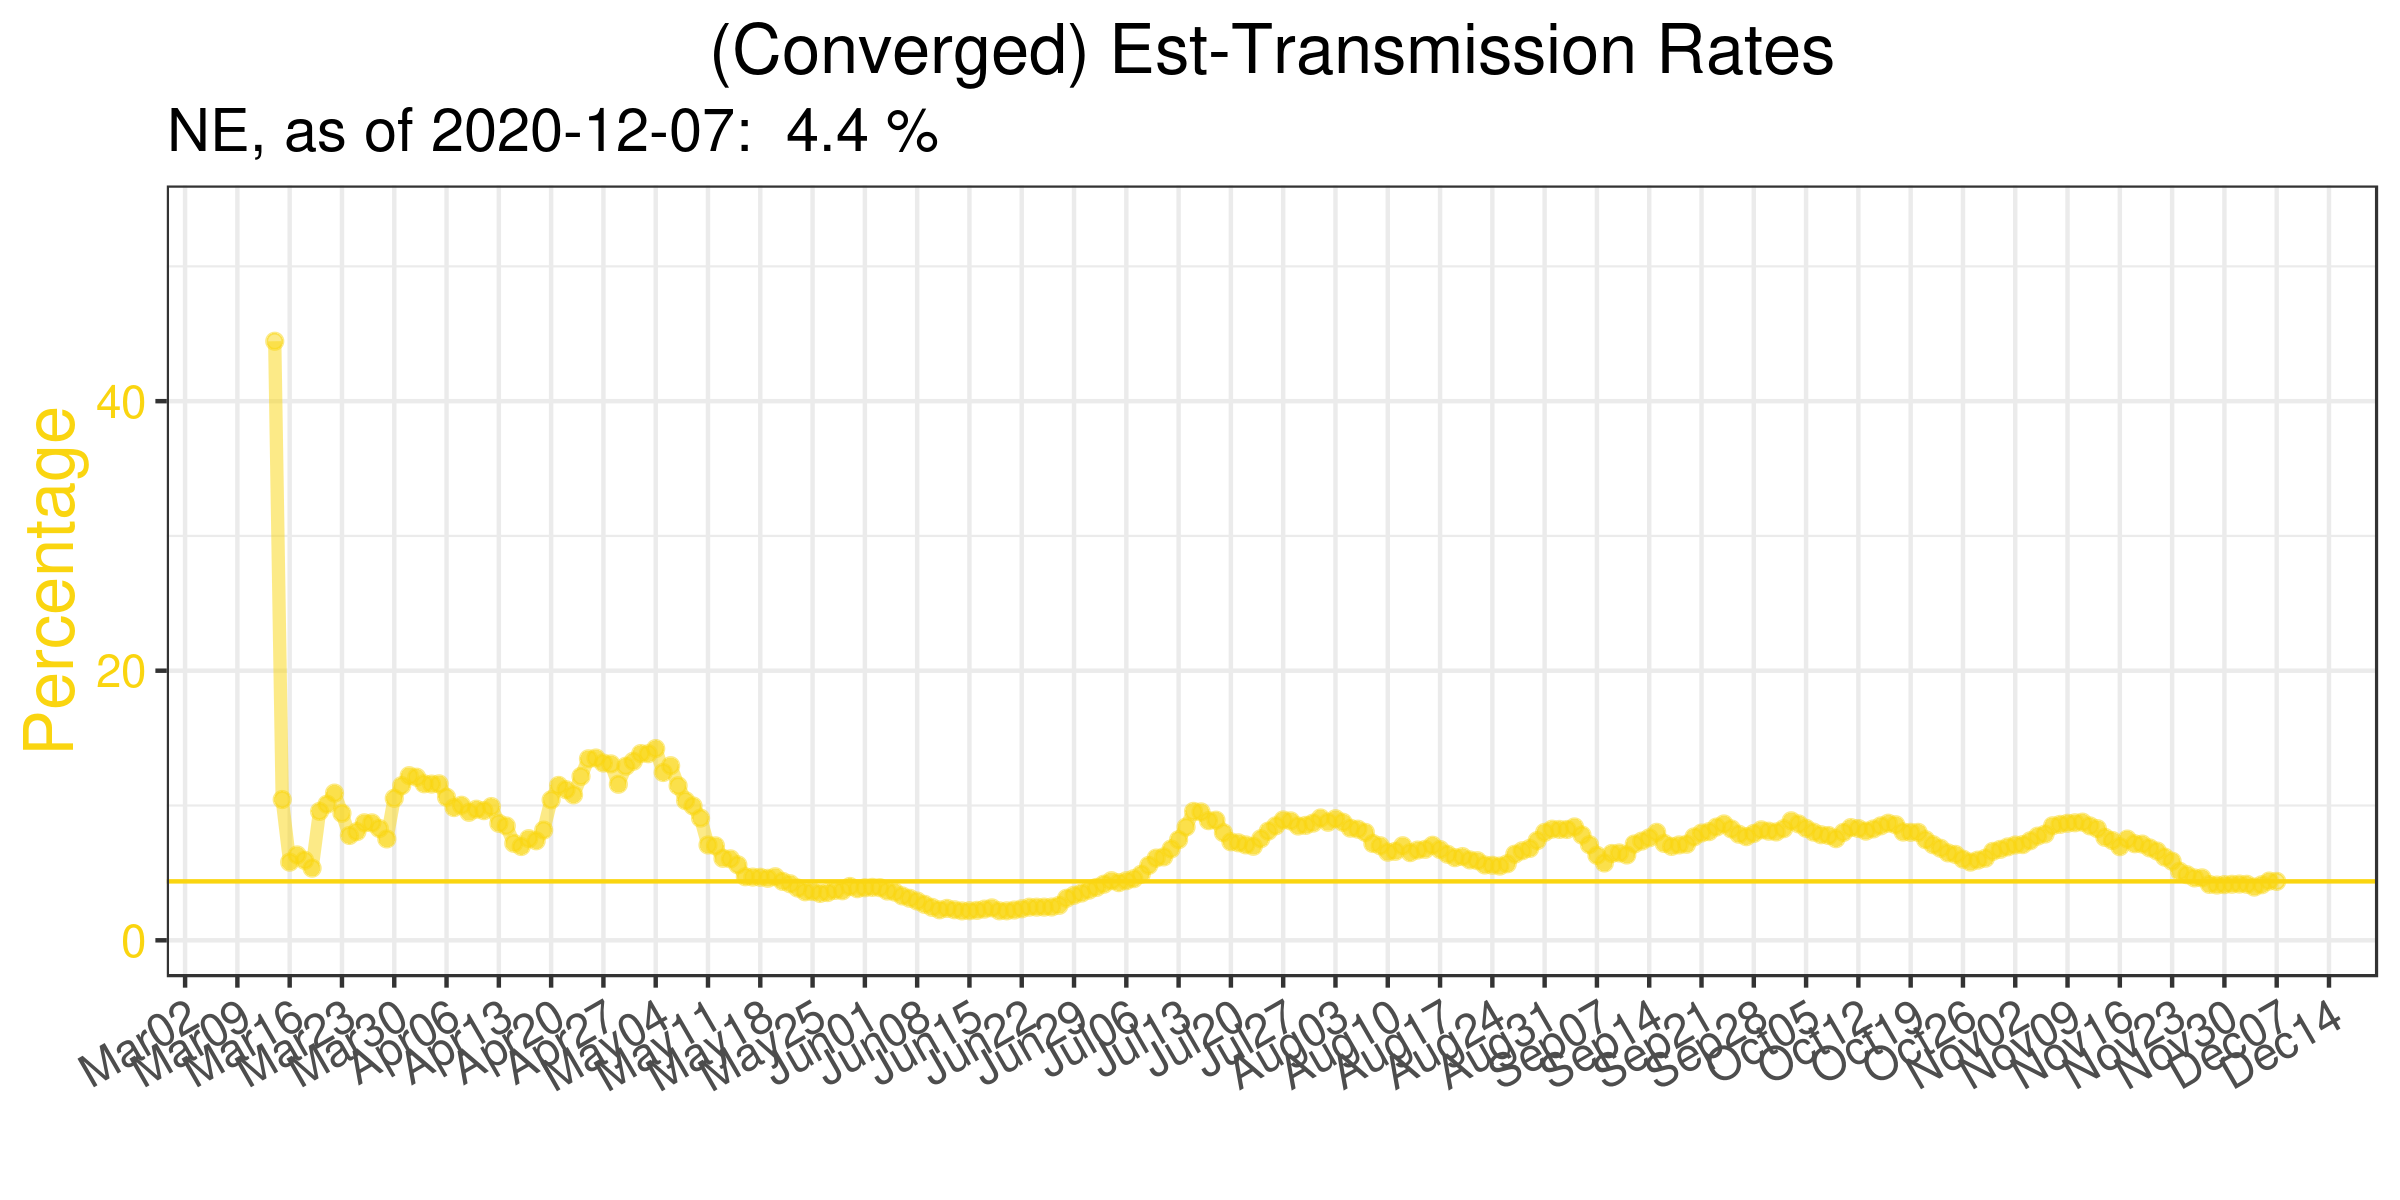 (Converged) Est-Transmission Rates
NE, as of 2020-12-07:  4.4 %
Percentage
40
20
0
Mar02
Mar09
Mar16
Mar23
Mar30
Apr06
Apr13
Apr20
Apr27
May04
May11
May18
May25
Jun01
Jun08
Jun15
Jun22
Jun29
Jul06
Jul13
Jul20
Jul27
Aug03
Aug10
Aug17
Aug24
Aug31
Sep07
Sep14
Sep21
Sep28
Oct05
Oct12
Oct19
Oct26
Nov02
Nov09
Nov16
Nov23
Nov30
Dec07
Dec14